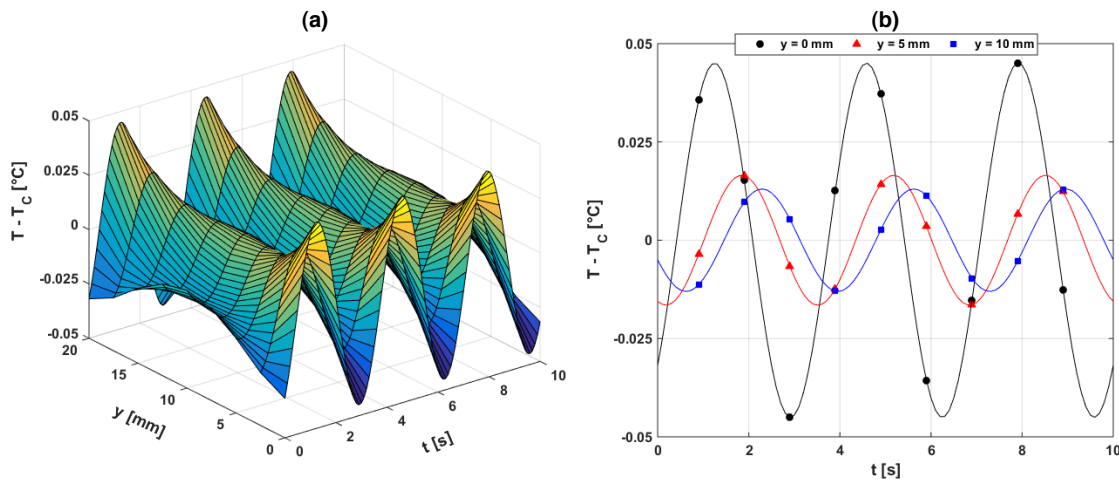 (a)
0.05
0.025
0
-0.025
-0.05
T - T_C [°C]
20
15
10
5
0
y [mm]
0
2
4
6
8
10
t [s]
(b)
y = 0 mm y = 5 mm y = 10 mm
0.05
0.025
0
-0.025
-0.05
T - T_C [°C]
0 2 4 6 8 10
t [s]